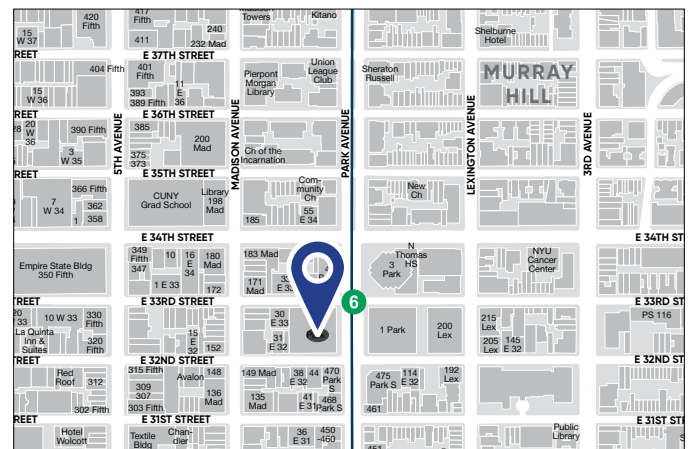 15
W 37
420
Fifth
417
Fifth
411
240
232 Mad
Towers
Kitano
Shelburne
Hotel
REET
E 37TH STREET
404 Fifth
15
W 36
401
Fifth
393
389 Fifth
11
E
36
Pierpont
Morgan
Library
Union
League
Club
Sheraton
Russell
MURRAY
HILL
REET
E 36TH STREET
5TH AVENUE
MADISON AVENUE
PARK AVENUE
LEXINGTON AVENUE
3RD AVENUE
28
20
W
36
390 Fifth
3
W 35
385
375
373
200
Mad
Ch of the
Incarnation
REET
E 35TH STREET
7
W 34
366 Fifth
362
1
358
CUNY
Grad School
Library
198
Mad
185
Com-
munity
Ch
55
E 34
New
Ch
E 34TH STREET
E 34TH ST
Empire State Bldg
350 Fifth
349
Fifth
347
10
16
E
34
1 E 33
180
Mad
172
183 Mad
171
Mad
N
Thomas
HS
3
Park
NYU
Cancer
Center
6
TREET
E 33RD STREET
E 33RD ST
10 W 33
330
Fifth
La Quinta
Inn &
Suites
320
Fifth
15
E
32
152
30
E 33
31
E 32
1 Park
200
Lex
215
Lex
205
Lex
145
E 32
PS 116
TREET
E 32ND STREET
E 32ND ST
Red
Roof
312
302 Fifth
315 Fifth
309
307
303 Fifth
Avalon
148
136
Mad
149 Mad
135
Mad
38
E 32
44
41
E 31
470
Park
S
468
Park S
475
Park S
461
114
E 32
192
Lex
REET
E 31ST STREET
E 31ST ST
Hotel
Wolcott
Textile
Bldg
Chan-
dler
36
E 31
450
-460
451
Public
Library